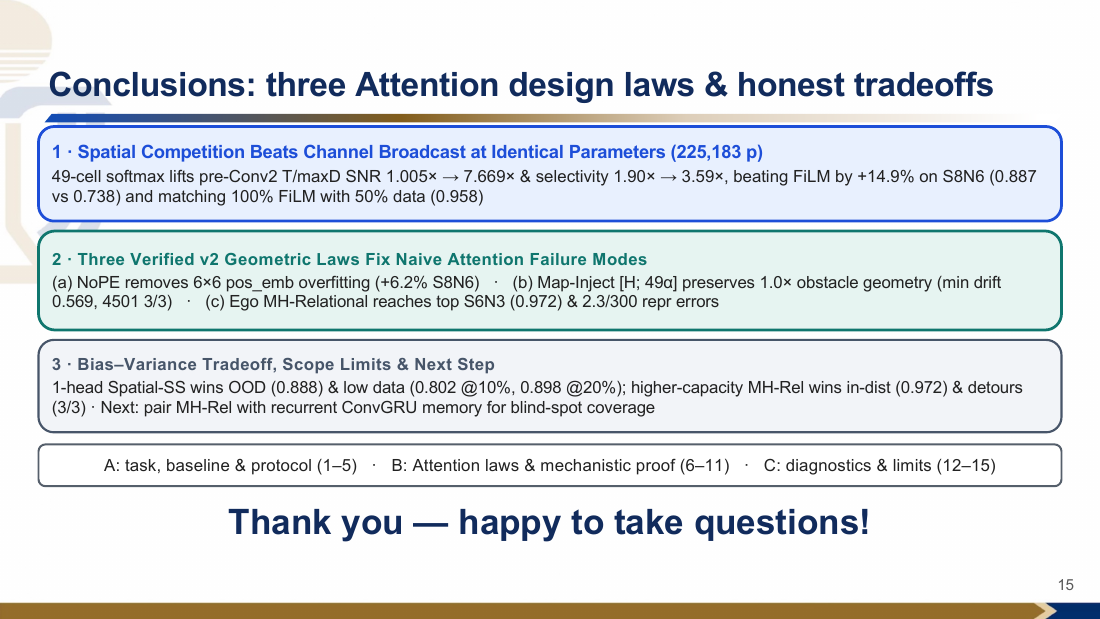 Conclusions: three Attention design laws & honest tradeoffs
1 · Spatial Competition Beats Channel Broadcast at Identical Parameters (225,183 p)
49-cell softmax lifts pre-Conv2 T/maxD SNR 1.005× → 7.669× & selectivity 1.90× → 3.59×, beating FiLM by +14.9% on S8N6 (0.887
vs 0.738) and matching 100% FiLM with 50% data (0.958)
2 · Three Verified v2 Geometric Laws Fix Naive Attention Failure Modes
(a) NoPE removes 6×6 pos_emb overfitting (+6.2% S8N6) · (b) Map-Inject [H; 49α] preserves 1.0× obstacle geometry (min drift
0.569, 4501 3/3) · (c) Ego MH-Relational reaches top S6N3 (0.972) & 2.3/300 repr errors
3 · Bias–Variance Tradeoff, Scope Limits & Next Step
1-head Spatial-SS wins OOD (0.888) & low data (0.802 @10%, 0.898 @20%); higher-capacity MH-Rel wins in-dist (0.972) & detours
(3/3) · Next: pair MH-Rel with recurrent ConvGRU memory for blind-spot coverage
A: task, baseline & protocol (1–5) · B: Attention laws & mechanistic proof (6–11) · C: diagnostics & limits (12–15)
Thank you — happy to take questions!
15